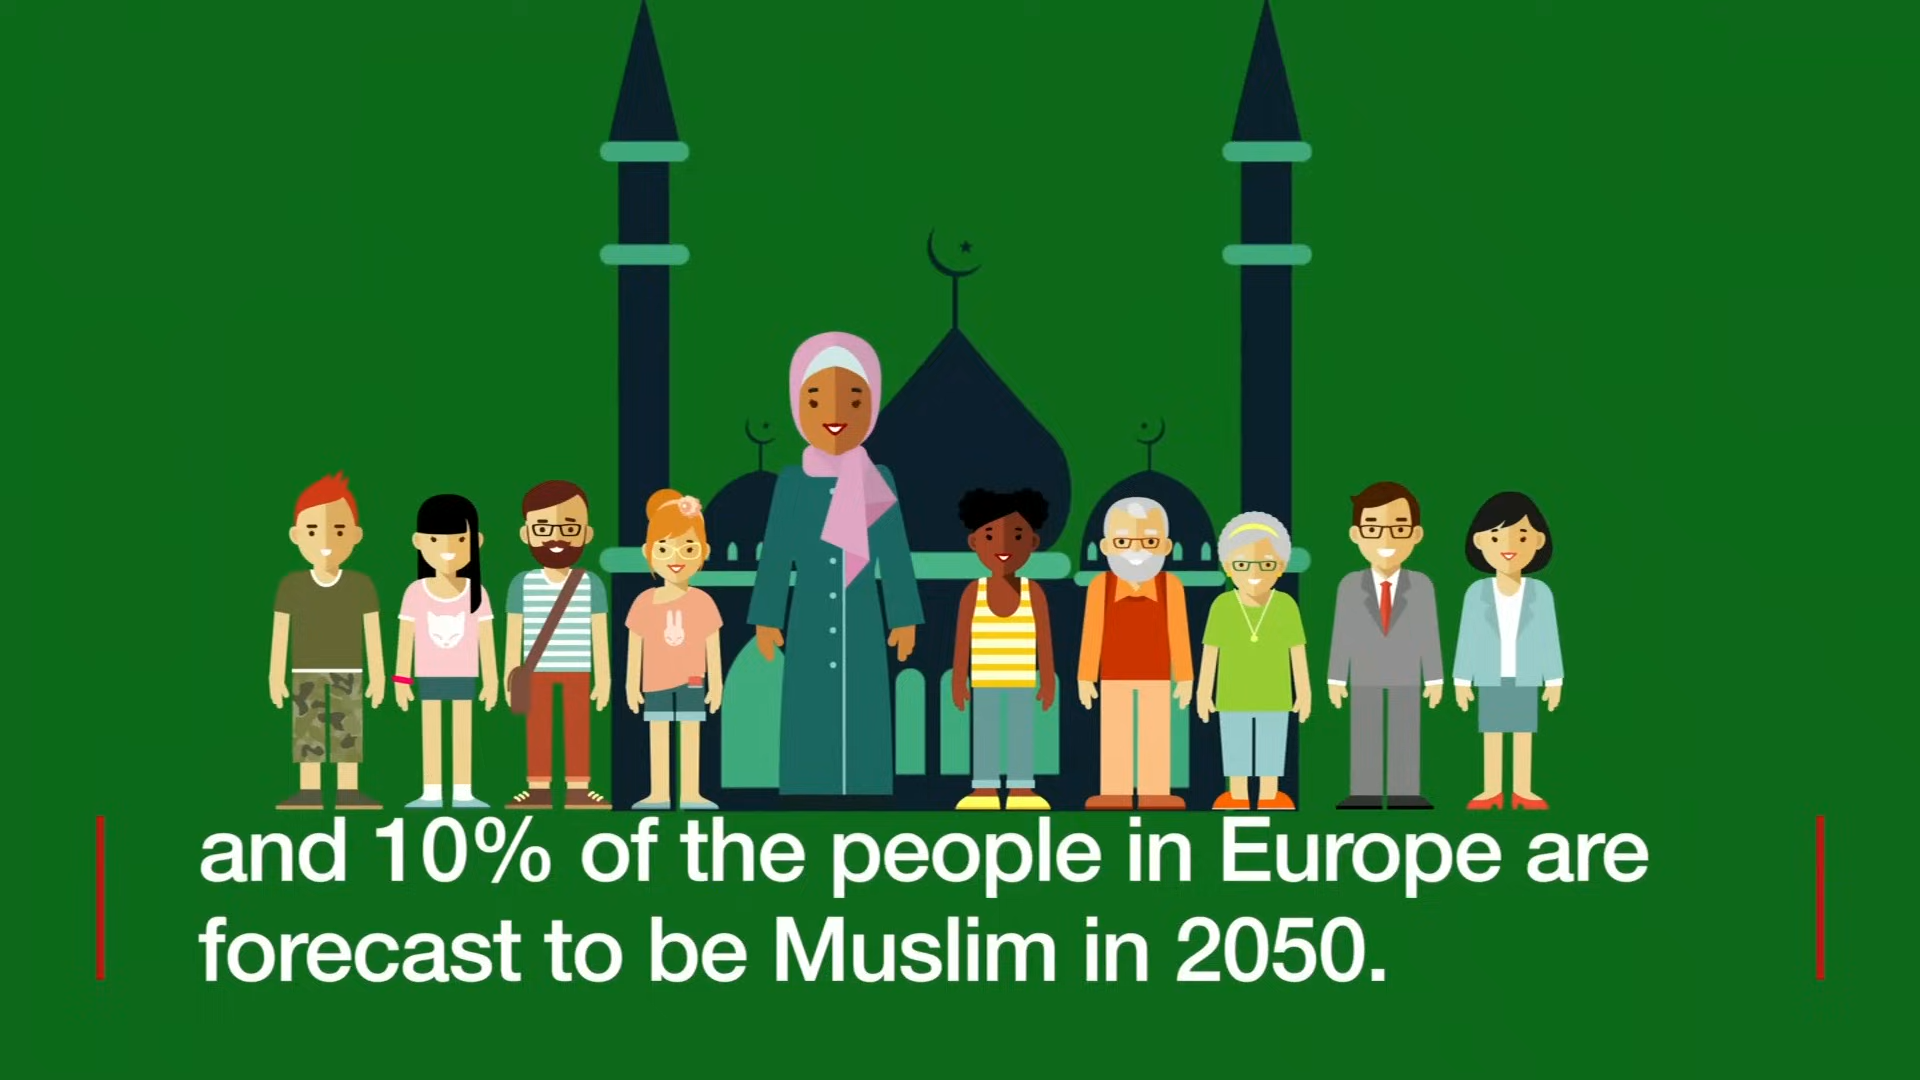 and 10% of the people in Europe are
forecast to be Muslim in 2050.